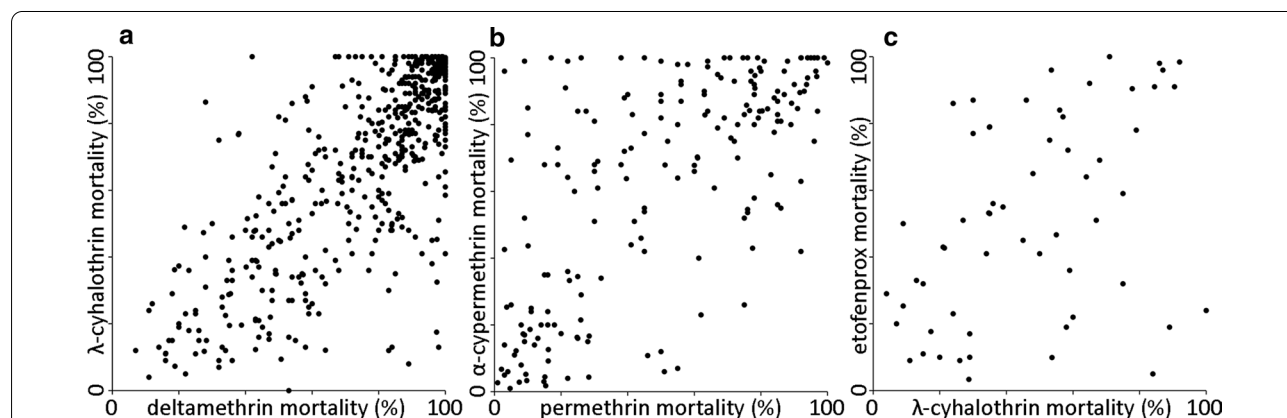 a
100
λ-cyhalothrin mortality (%)
0
0
deltamethrin mortality (%)
100
b
100
α-cypermethrin mortality (%)
0
0
permethrin mortality (%)
100
c
100
etofenprox mortality (%)
0
0
λ-cyhalothrin mortality (%)
100